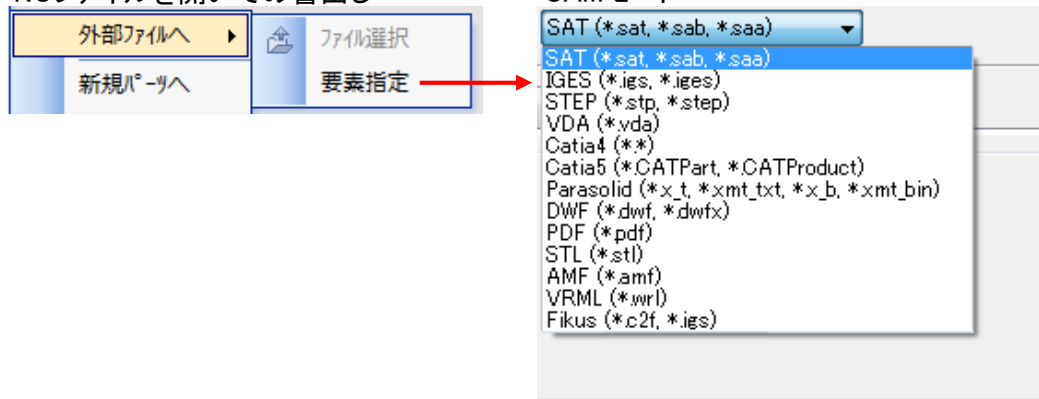 外部ファイルへ
新規パーツへ
ファイル選択
要素指定
SAT (*.sat, *.sab, *.saa)
SAT (*.sat, *.sab, *.saa)
IGES (*.igs, *.iges)
STEP (*.stp, *.step)
VDA (*.vda)
Catia4 (*.*)
Catia5 (*.CATPart, *.CATProduct)
Parasolid (*.x_t, *.xmt_txt, *.x_b, *.xmt_bin)
DWF (*.dwf, *.dwfx)
PDF (*.pdf)
STL (*.stl)
AMF (*.amf)
VRML (*.wrl)
Fikus (*.c2f, *.igs)